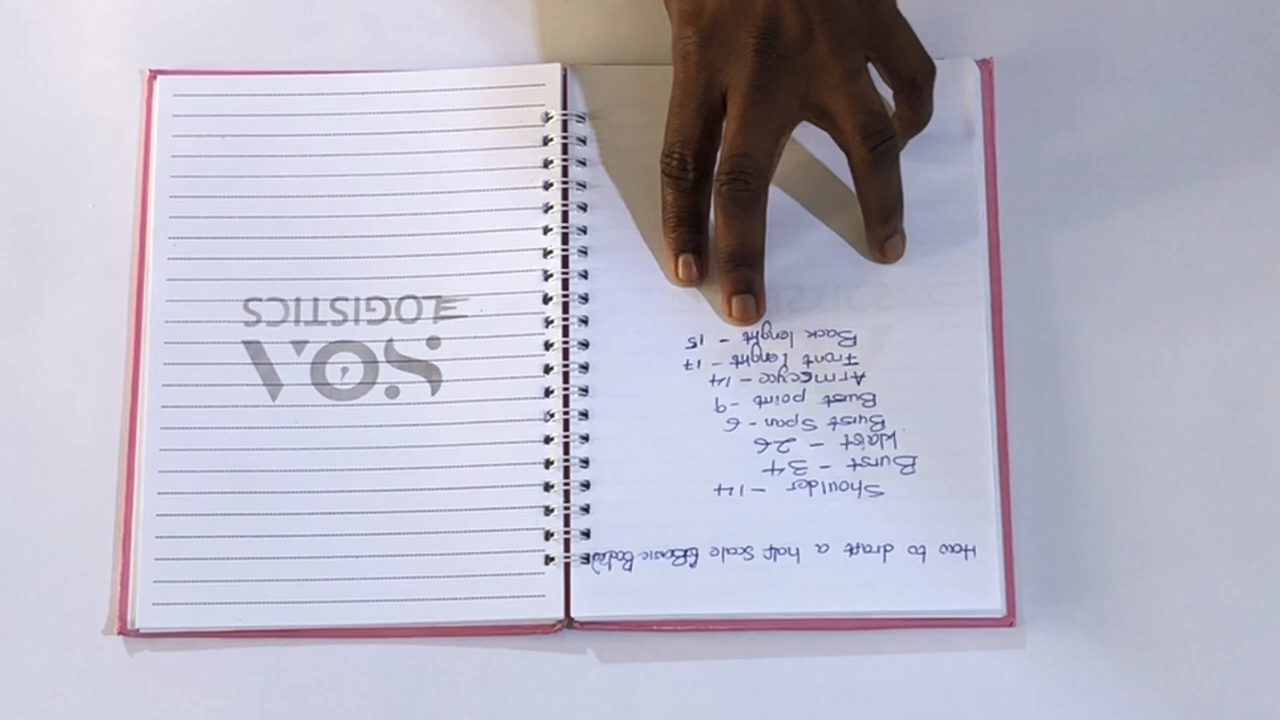 SOA
LOGISTICS
How to draft a half Scale (Basic Bodice)
Shoulder - 14
Burst - 34
Waist - 26
Burst Span - 6
Burst point - 9
Armceye - 14
Front Lenght - 17
Back lenght - 15